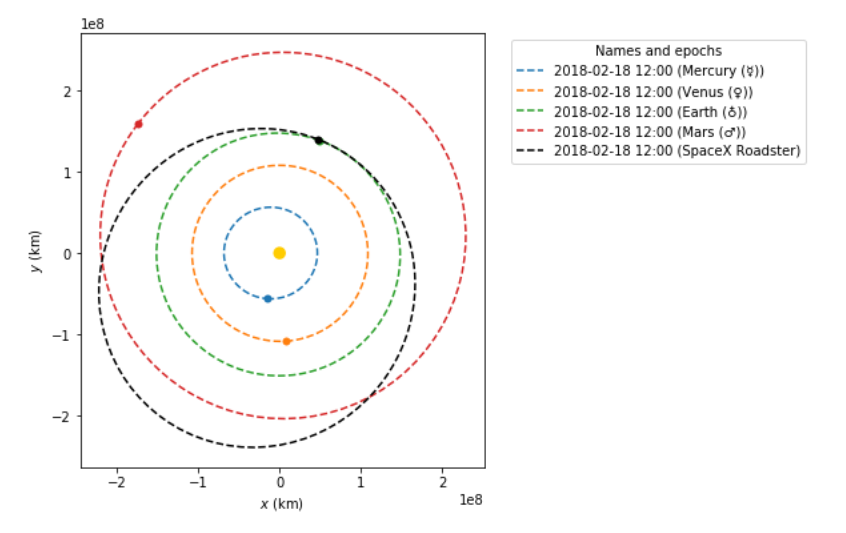 1e8
2
1
0
−1
−2
y (km)
−2
−1
0
1
2
x (km)
1e8
Names and epochs
2018-02-18 12:00 (Mercury (☿))
2018-02-18 12:00 (Venus (♀))
2018-02-18 12:00 (Earth (♁))
2018-02-18 12:00 (Mars (♂))
2018-02-18 12:00 (SpaceX Roadster)